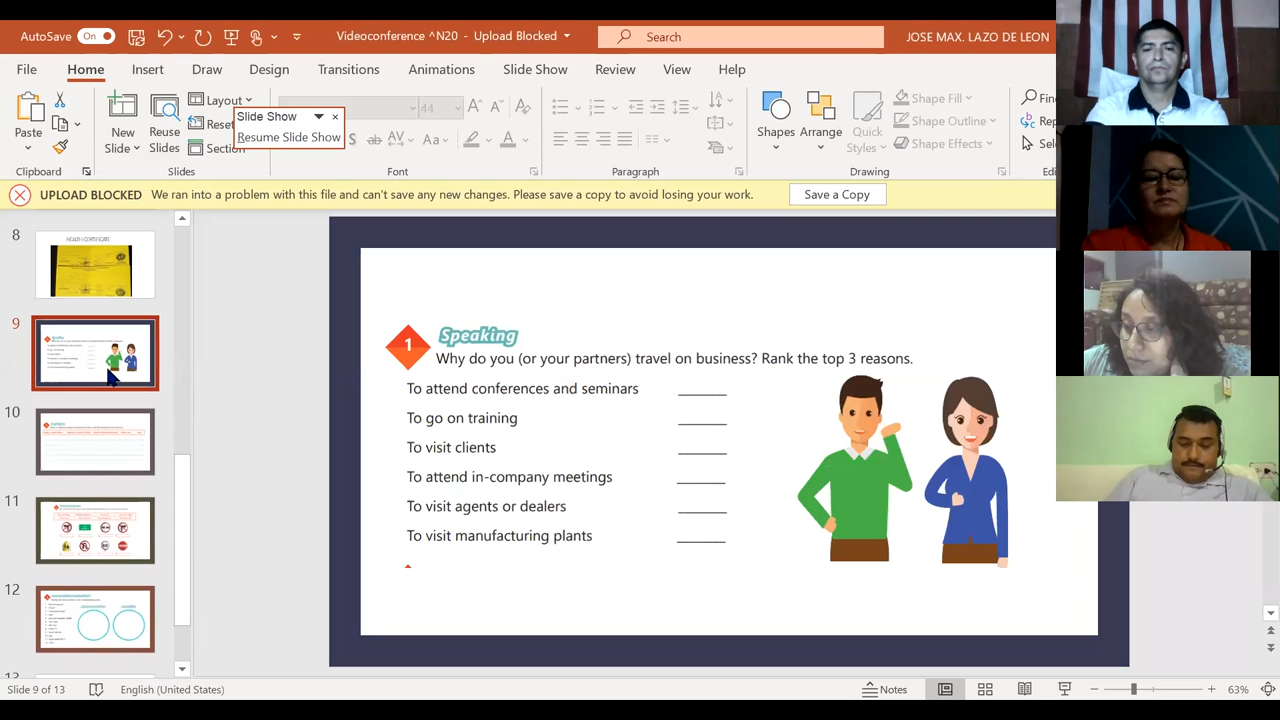 AutoSave On Videoconference ^N20 - Upload Blocked Search JOSE MAX. LAZO DE LEON
File Home Insert Draw Design Transitions Animations Slide Show Review View Help
Paste
Clipboard
New Slide
Reuse Slides
Layout
Reset
Section
Slides
Slide Show
Resume Slide Show
44
Aa
Font
Paragraph
Shapes
Arrange
Quick Styles
Shape Fill
Shape Outline
Shape Effects
Drawing
UPLOAD BLOCKED We ran into a problem with this file and can't save any new changes. Please save a copy to avoid losing your work. Save a Copy
8
HEALTH CERTIFICATE
9
10
11
12
1 Speaking
Why do you (or your partners) travel on business? Rank the top 3 reasons.
To attend conferences and seminars
To go on training
To visit clients
To attend in-company meetings
To visit agents or dealers
To visit manufacturing plants
Slide 9 of 13 English (United States) Notes 63%